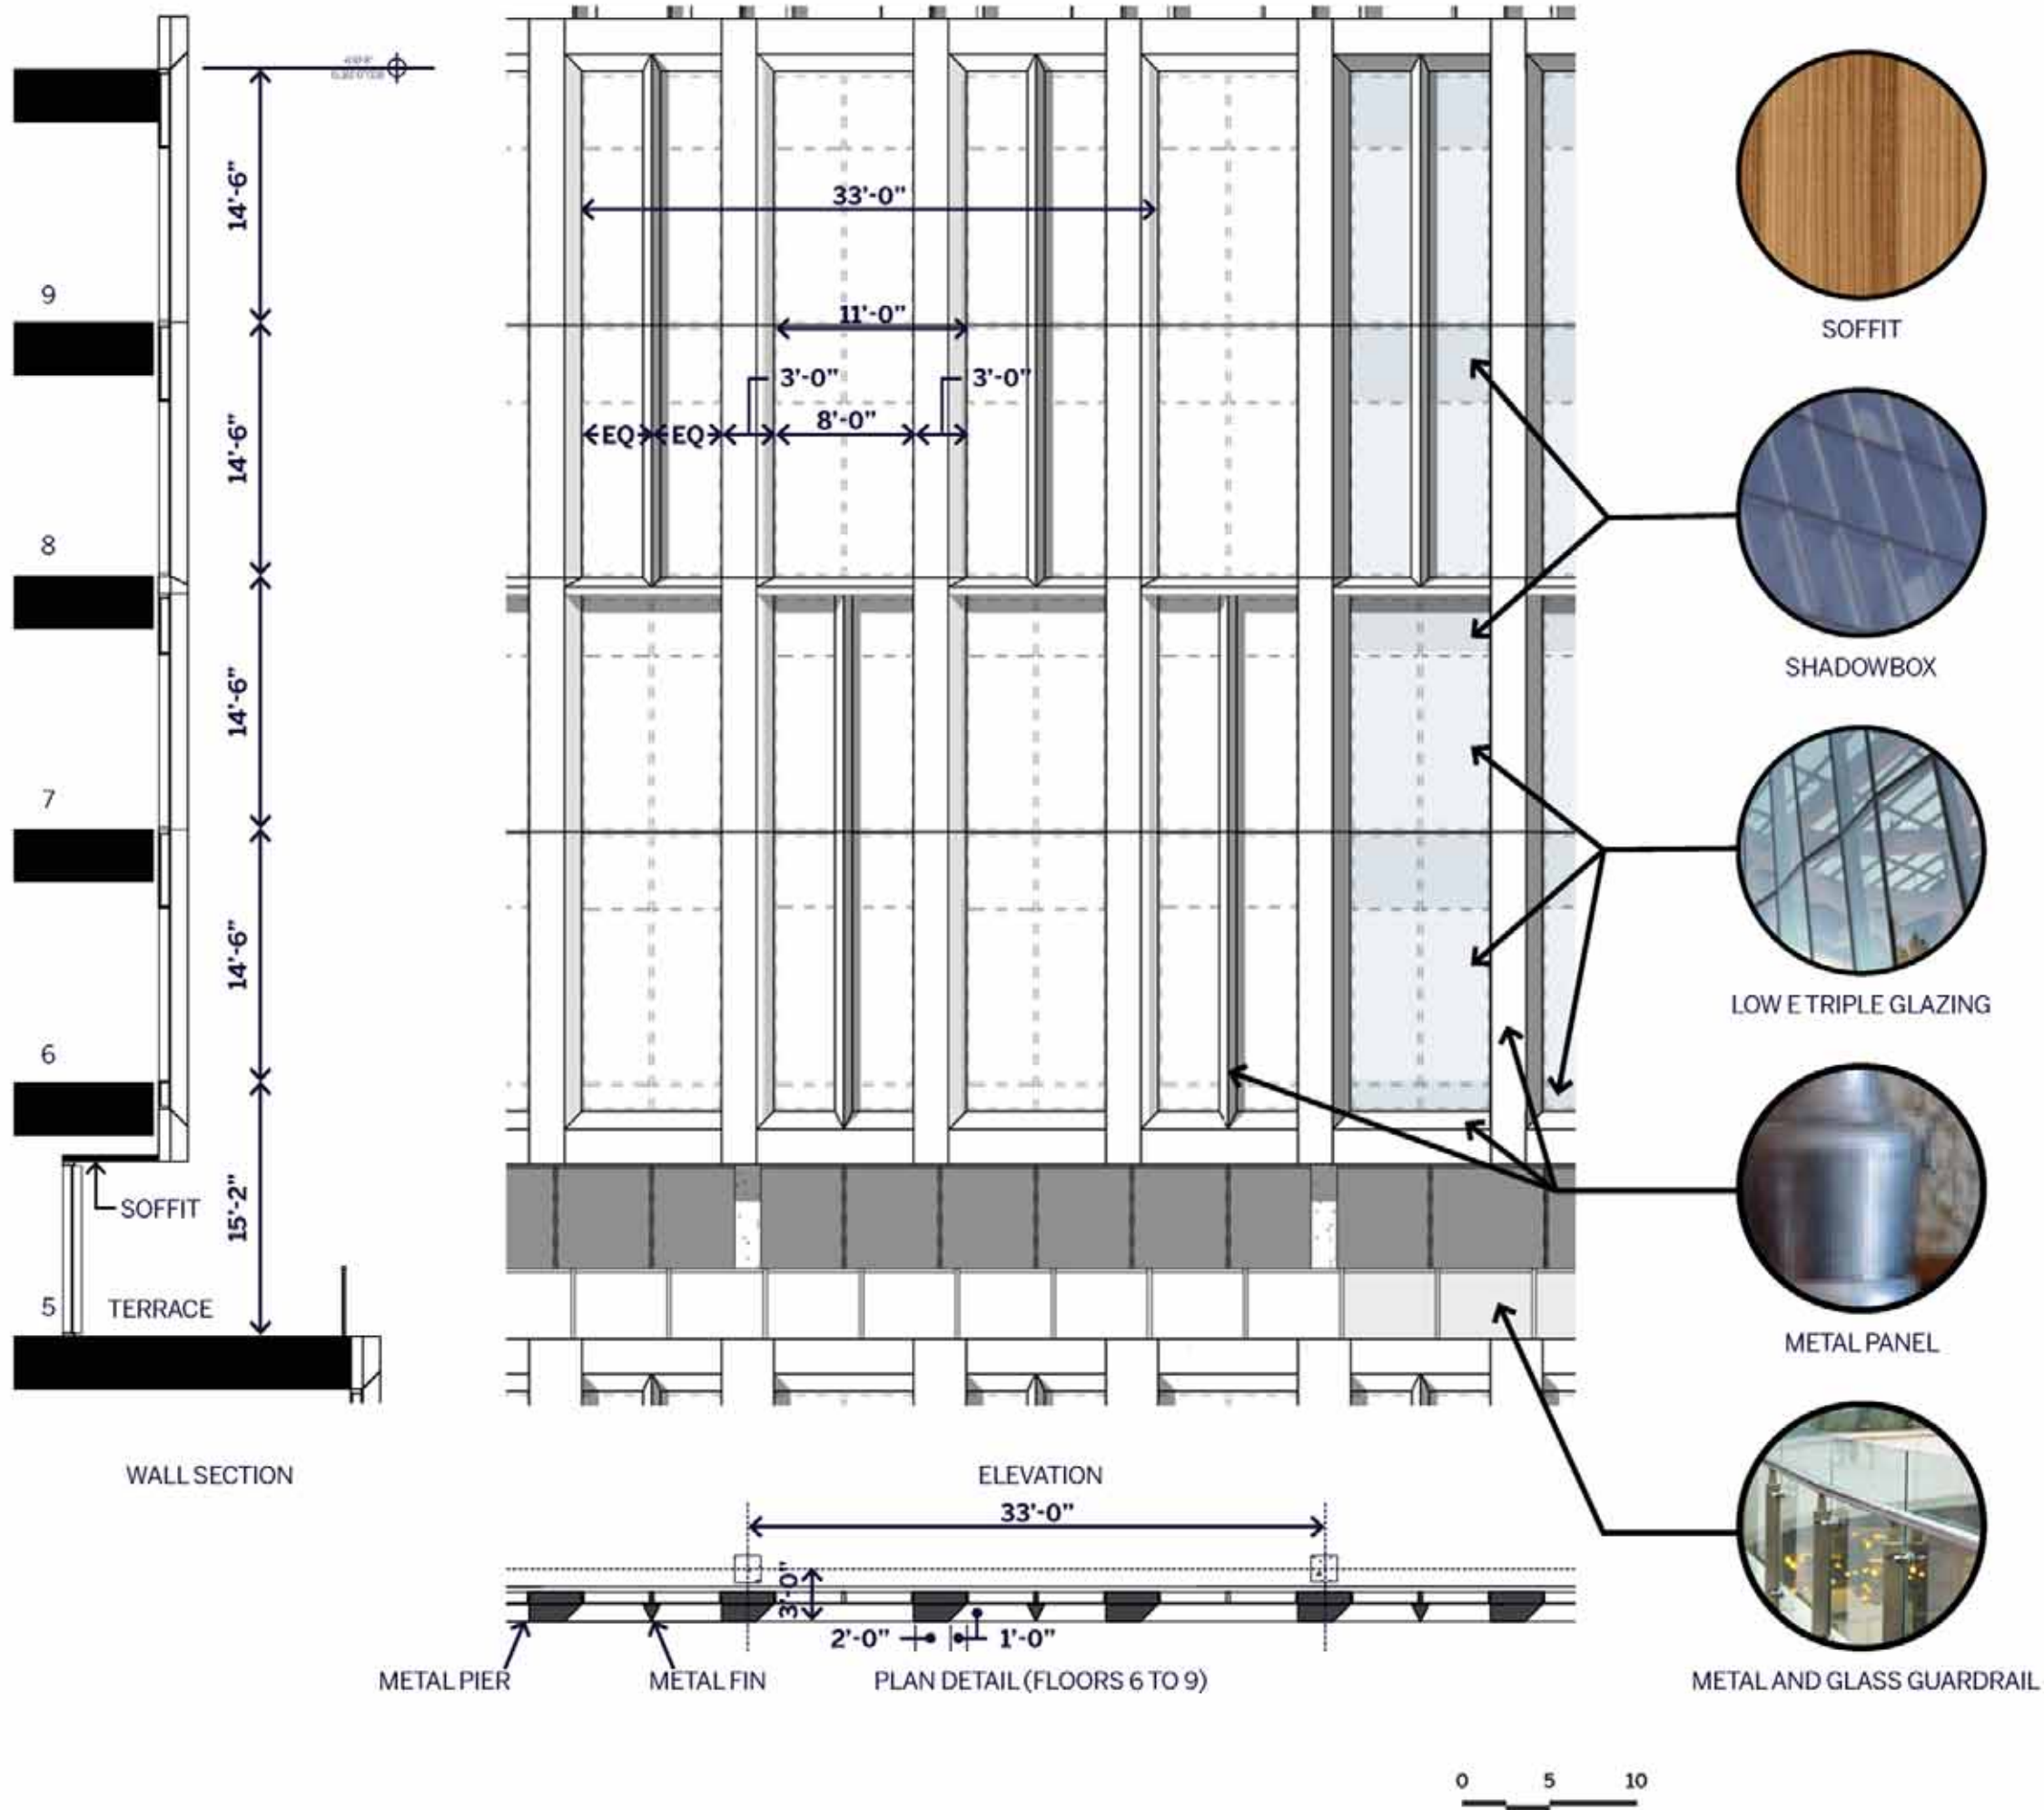 14'-6"
14'-6"
14'-6"
14'-6"
15'-2"
9
8
7
6
5
SOFFIT
TERRACE
WALL SECTION
33'-0"
11'-0"
3'-0"
3'-0"
EQ
EQ
8'-0"
ELEVATION
33'-0"
3'-0"
2'-0"
1'-0"
METAL PIER
METAL FIN
PLAN DETAIL (FLOORS 6 TO 9)
SOFFIT
SHADOWBOX
LOW E TRIPLE GLAZING
METAL PANEL
METAL AND GLASS GUARDRAIL
0 5 10